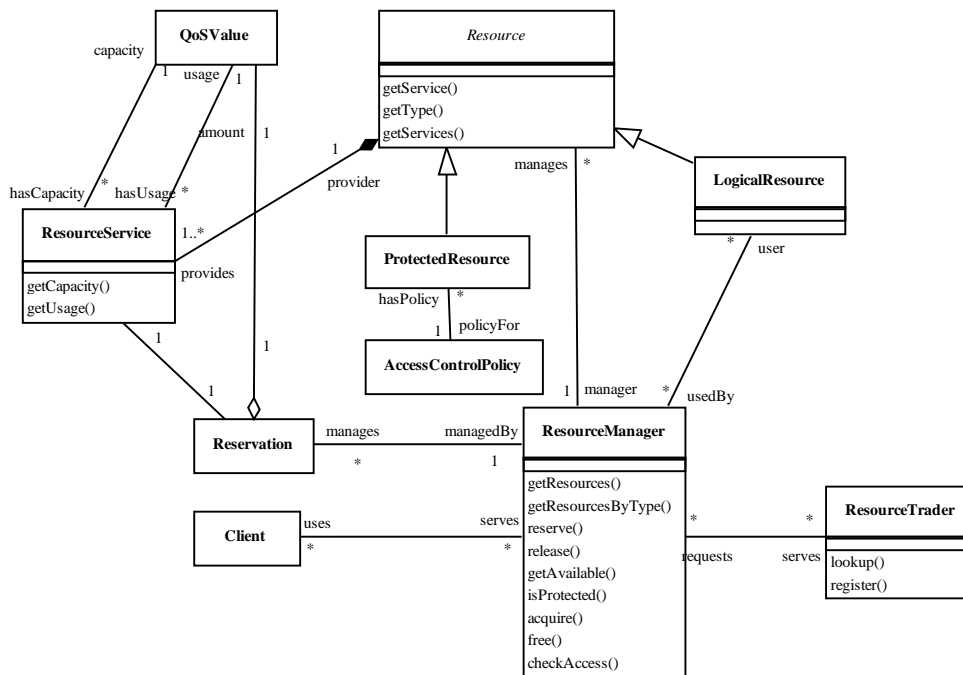 QoSValue
Resource
capacity
1
usage
1
getService()
getType()
getServices()
amount
1
1
provider
manages
*
LogicalResource
hasCapacity
*
hasUsage
*
ResourceService
1..*
provides
getCapacity()
getUsage()
ProtectedResource
*
user
hasPolicy
*
1
policyFor
AccessControlPolicy
1
1
1
1
manager
*
usedBy
Reservation
manages
*
managedBy
1
ResourceManager
getResources()
getResourcesByType()
reserve()
release()
getAvailable()
isProtected()
acquire()
free()
checkAccess()
Client
uses
*
serves
*
*
requests
*
serves
ResourceTrader
lookup()
register()